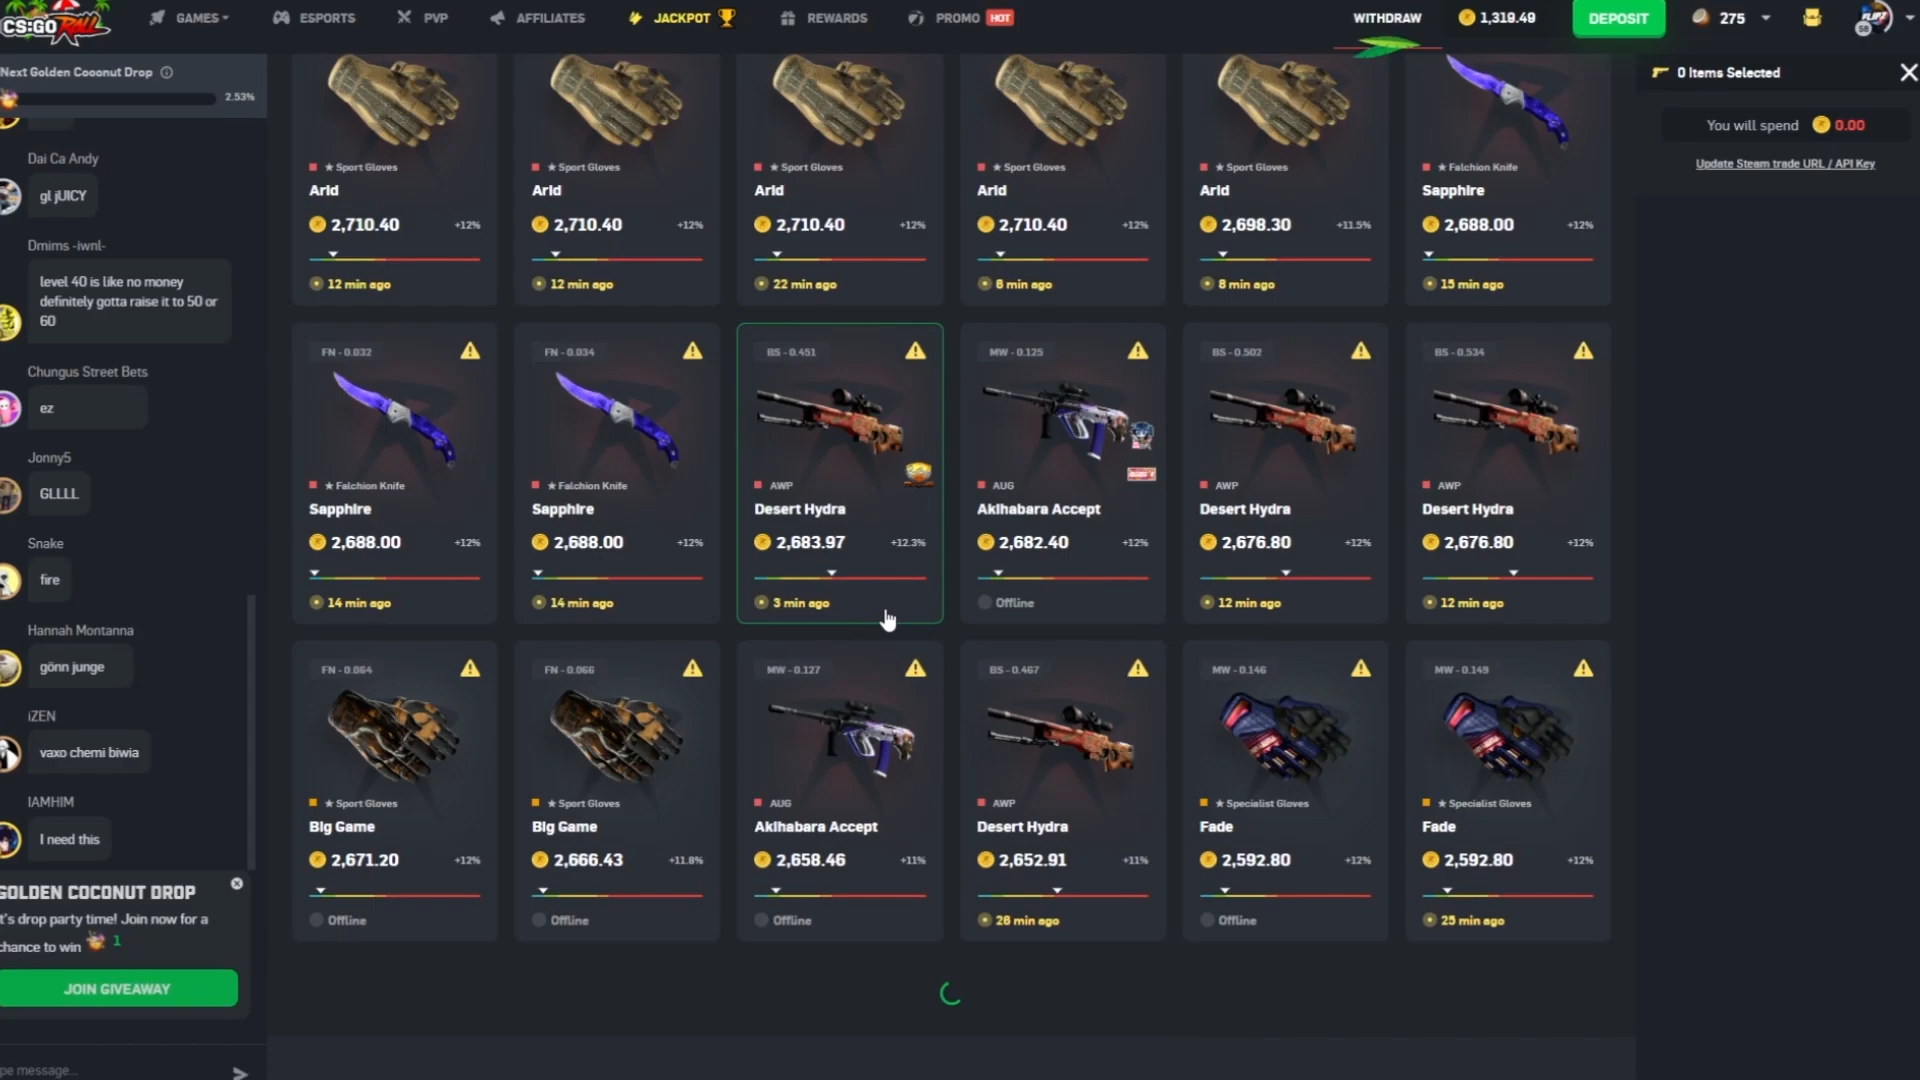 CS:GO ROLL
GAMES
ESPORTS
PVP
AFFILIATES
JACKPOT
REWARDS
PROMO HOT
WITHDRAW
1,319.49
DEPOSIT
275
Next Golden Coconut Drop
2.53%
Dai Ca Andy
gl jUICY
Dmims -iwnl-
level 40 is like no money
definitely gotta raise it to 50 or
60
Chungus Street Bets
ez
Jonny5
GLLLL
Snake
fire
Hannah Montanna
gönn junge
iZEN
vaxo chemi biwia
IAMHIM
I need this
GOLDEN COCONUT DROP
t's drop party time! Join now for a
chance to win 1
JOIN GIVEAWAY
pe message...
★ Sport Gloves
Arid
2,710.40 +12%
12 min ago
★ Sport Gloves
Arid
2,710.40 +12%
12 min ago
★ Sport Gloves
Arid
2,710.40 +12%
22 min ago
★ Sport Gloves
Arid
2,710.40 +12%
8 min ago
★ Sport Gloves
Arid
2,698.30 +11.5%
8 min ago
★ Falchion Knife
Sapphire
2,688.00 +12%
15 min ago
FN - 0.032
★ Falchion Knife
Sapphire
2,688.00 +12%
14 min ago
FN - 0.034
★ Falchion Knife
Sapphire
2,688.00 +12%
14 min ago
BS - 0.451
AWP
Desert Hydra
2,683.97 +12.3%
3 min ago
MW - 0.125
AUG
Akihabara Accept
2,682.40 +12%
Offline
BS - 0.502
AWP
Desert Hydra
2,676.80 +12%
12 min ago
BS - 0.534
AWP
Desert Hydra
2,676.80 +12%
12 min ago
FN - 0.064
★ Sport Gloves
Big Game
2,671.20 +12%
Offline
FN - 0.066
★ Sport Gloves
Big Game
2,666.43 +11.8%
Offline
MW - 0.127
AUG
Akihabara Accept
2,658.46 +11%
Offline
BS - 0.467
AWP
Desert Hydra
2,652.91 +11%
26 min ago
MW - 0.146
★ Specialist Gloves
Fade
2,592.80 +12%
Offline
MW - 0.149
★ Specialist Gloves
Fade
2,592.80 +12%
25 min ago
0 Items Selected
You will spend 0.00
Update Steam trade URL / API Key